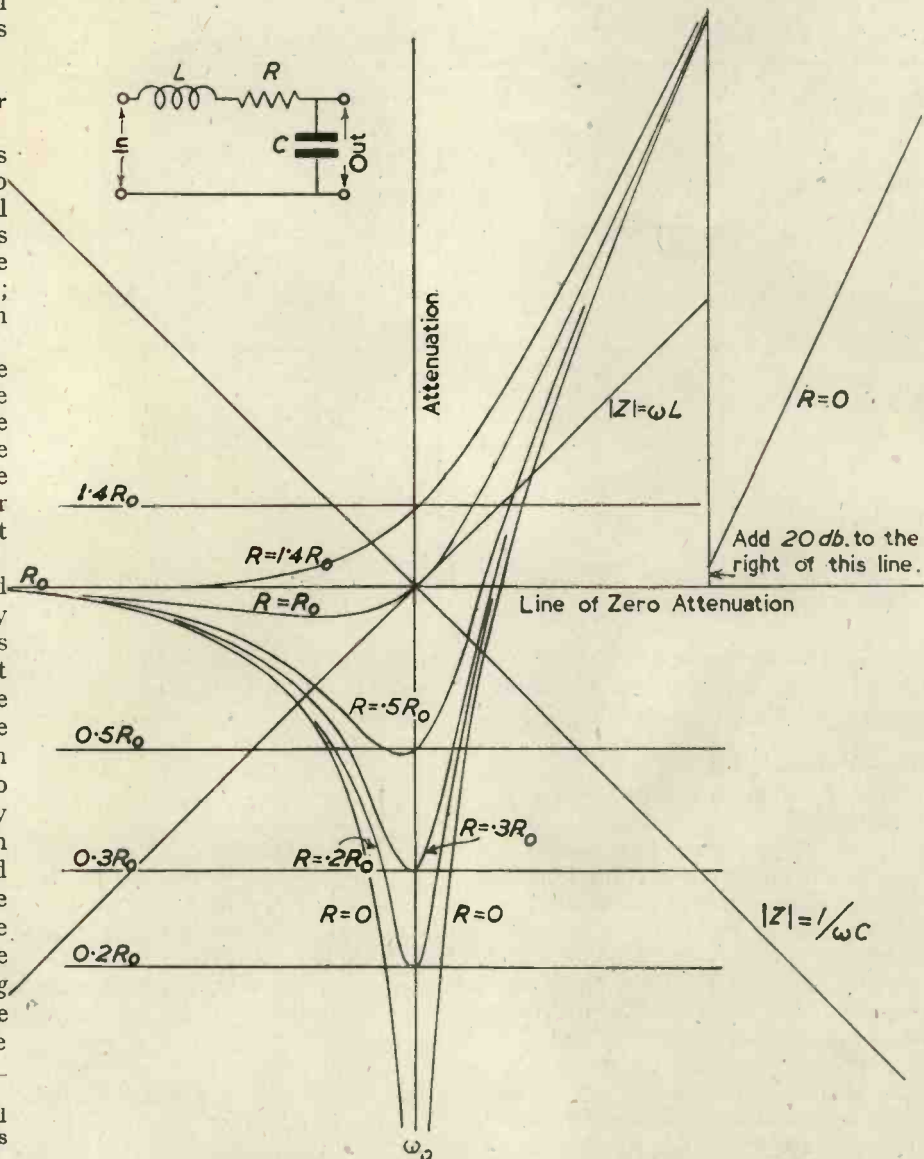 L
R
In
C
Out
Attenuation
|Z|=ωL
R=0
1·4R₀
R=1·4R₀
Add 20 db. to the
right of this line.
R₀
R=R₀
Line of Zero Attenuation
R=·5R₀
0·5R₀
R=·3R₀
0·3R₀
R=·2R₀
R=0
R=0
|Z|=1/ωC
0·2R₀
ω₀